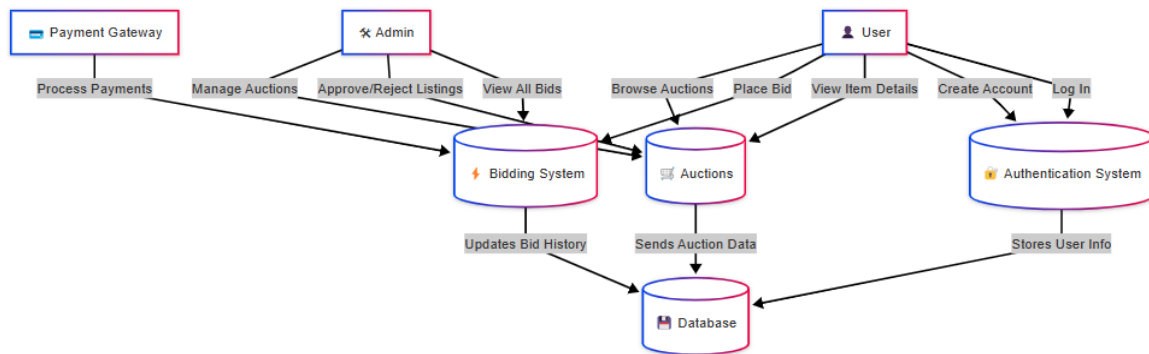 Payment Gateway
Admin
User
Process Payments
Manage Auctions
Approve/Reject Listings
View All Bids
Browse Auctions
Place Bid
View Item Details
Create Account
Log In
Bidding System
Auctions
Authentication System
Updates Bid History
Sends Auction Data
Stores User Info
Database